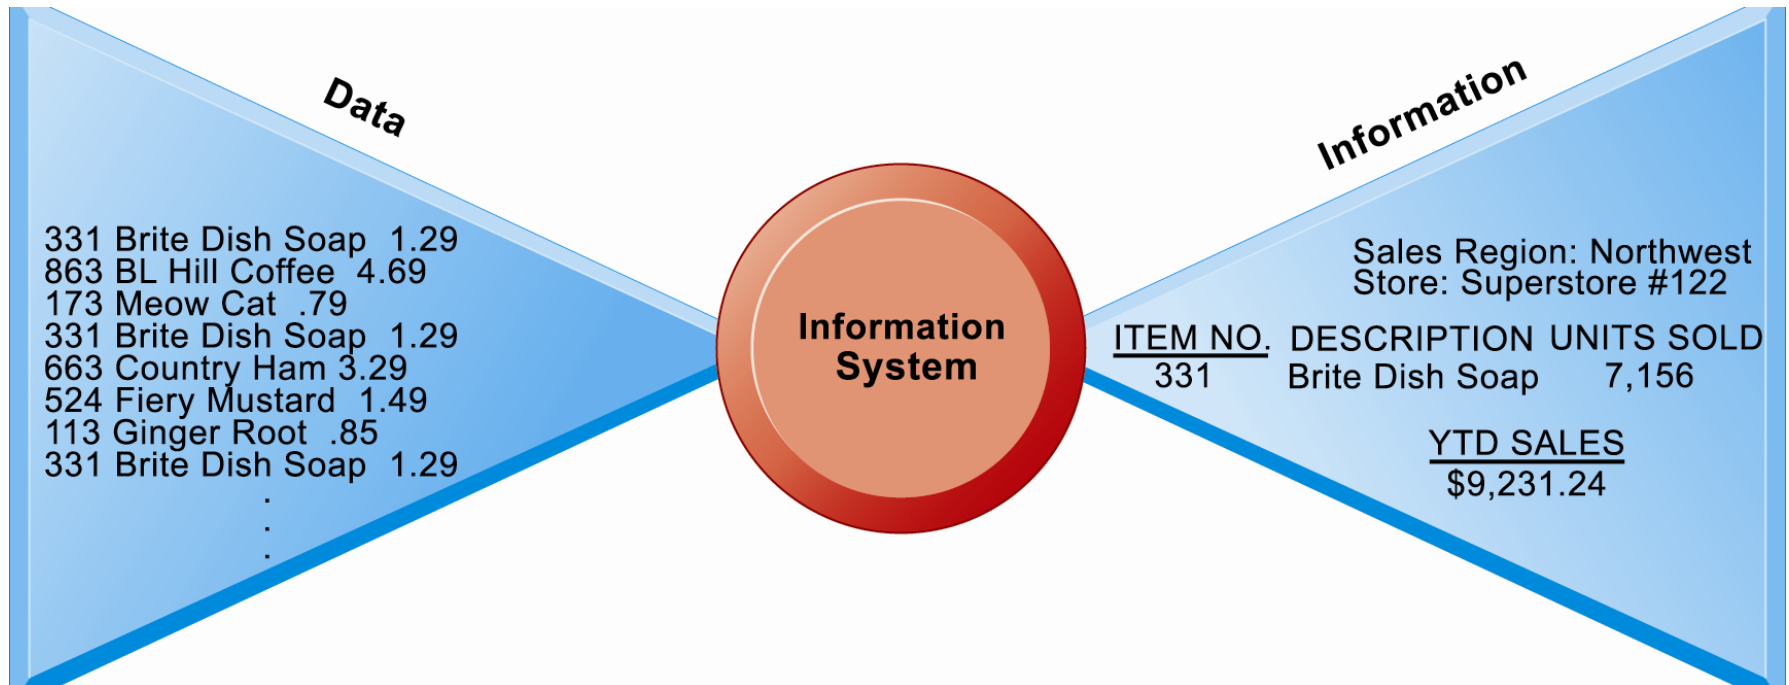 Data
331 Brite Dish Soap 1.29
863 BL Hill Coffee 4.69
173 Meow Cat .79
331 Brite Dish Soap 1.29
663 Country Ham 3.29
524 Fiery Mustard 1.49
113 Ginger Root .85
331 Brite Dish Soap 1.29
.
.
.
Information
System
Information
Sales Region: Northwest
Store: Superstore #122
ITEM NO. DESCRIPTION UNITS SOLD
331 Brite Dish Soap 7,156
YTD SALES
$9,231.24